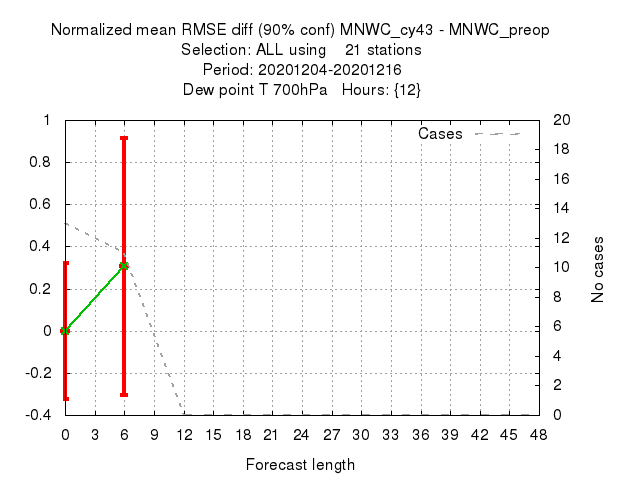 Normalized mean RMSE diff (90% conf) MNWC_cy43 - MNWC_preop
Selection: ALL using 21 stations
Period: 20201204-20201216
Dew point T 700hPa Hours: {12}
Cases
1
0.8
0.6
0.4
0.2
0
-0.2
-0.4
20
18
16
14
12
10
8
6
4
2
0
No cases
0 3 6 9 12 15 18 21 24 27 30 33 36 39 42 45 48
Forecast length